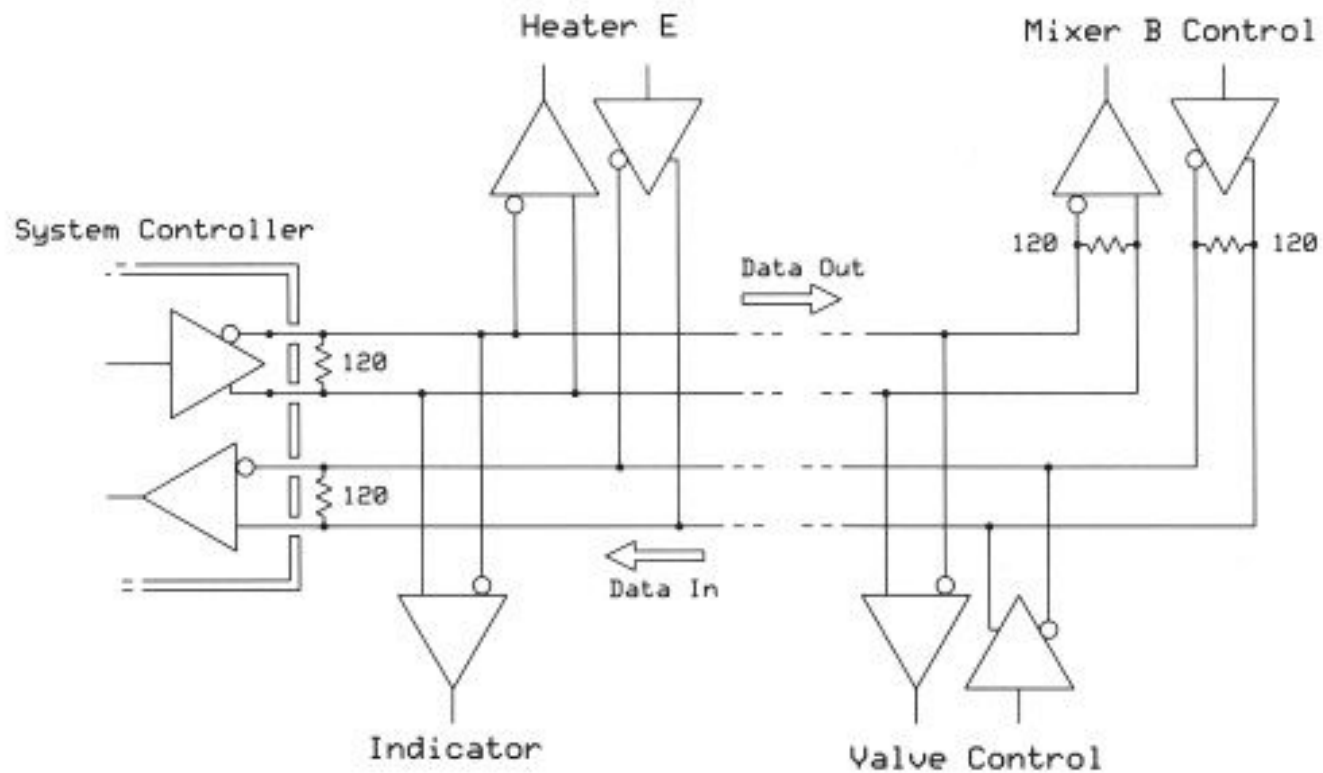 Heater E
Mixer B Control
System Controller
120
120
Data Out
120
120
Data In
Indicator
Valve Control